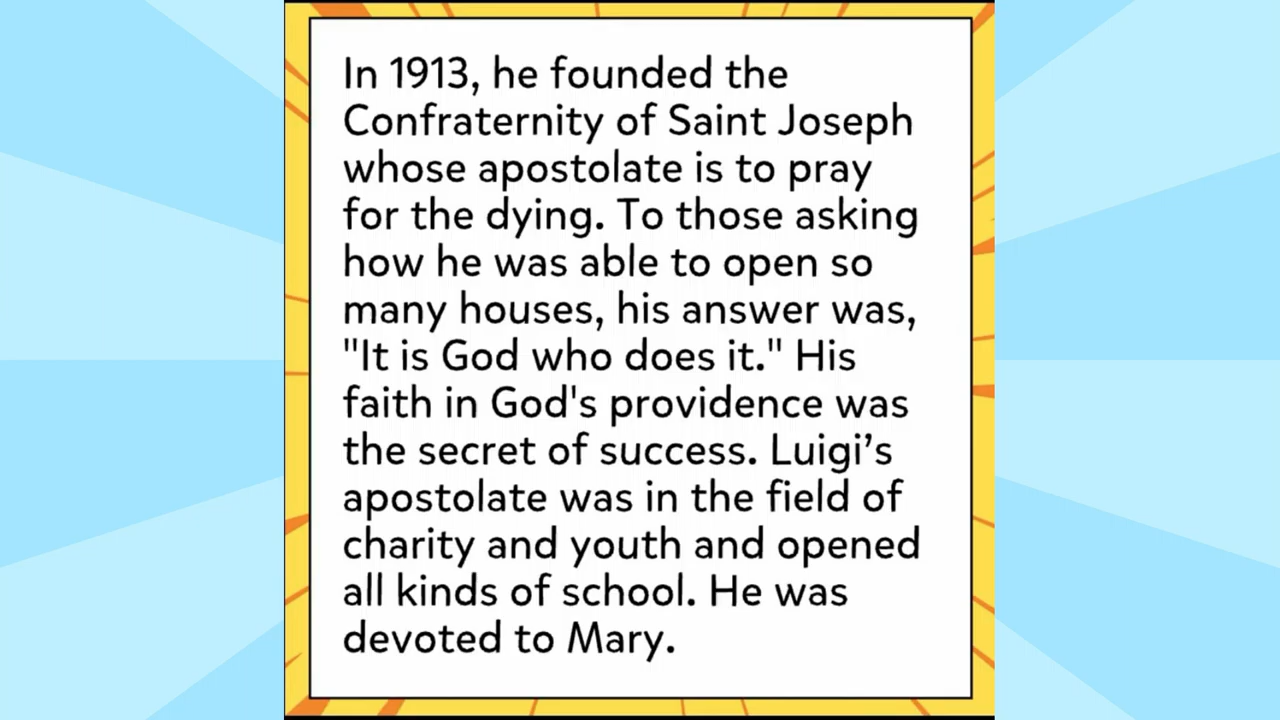 In 1913, he founded the
Confraternity of Saint Joseph
whose apostolate is to pray
for the dying. To those asking
how he was able to open so
many houses, his answer was,
"It is God who does it." His
faith in God's providence was
the secret of success. Luigi’s
apostolate was in the field of
charity and youth and opened
all kinds of school. He was
devoted to Mary.